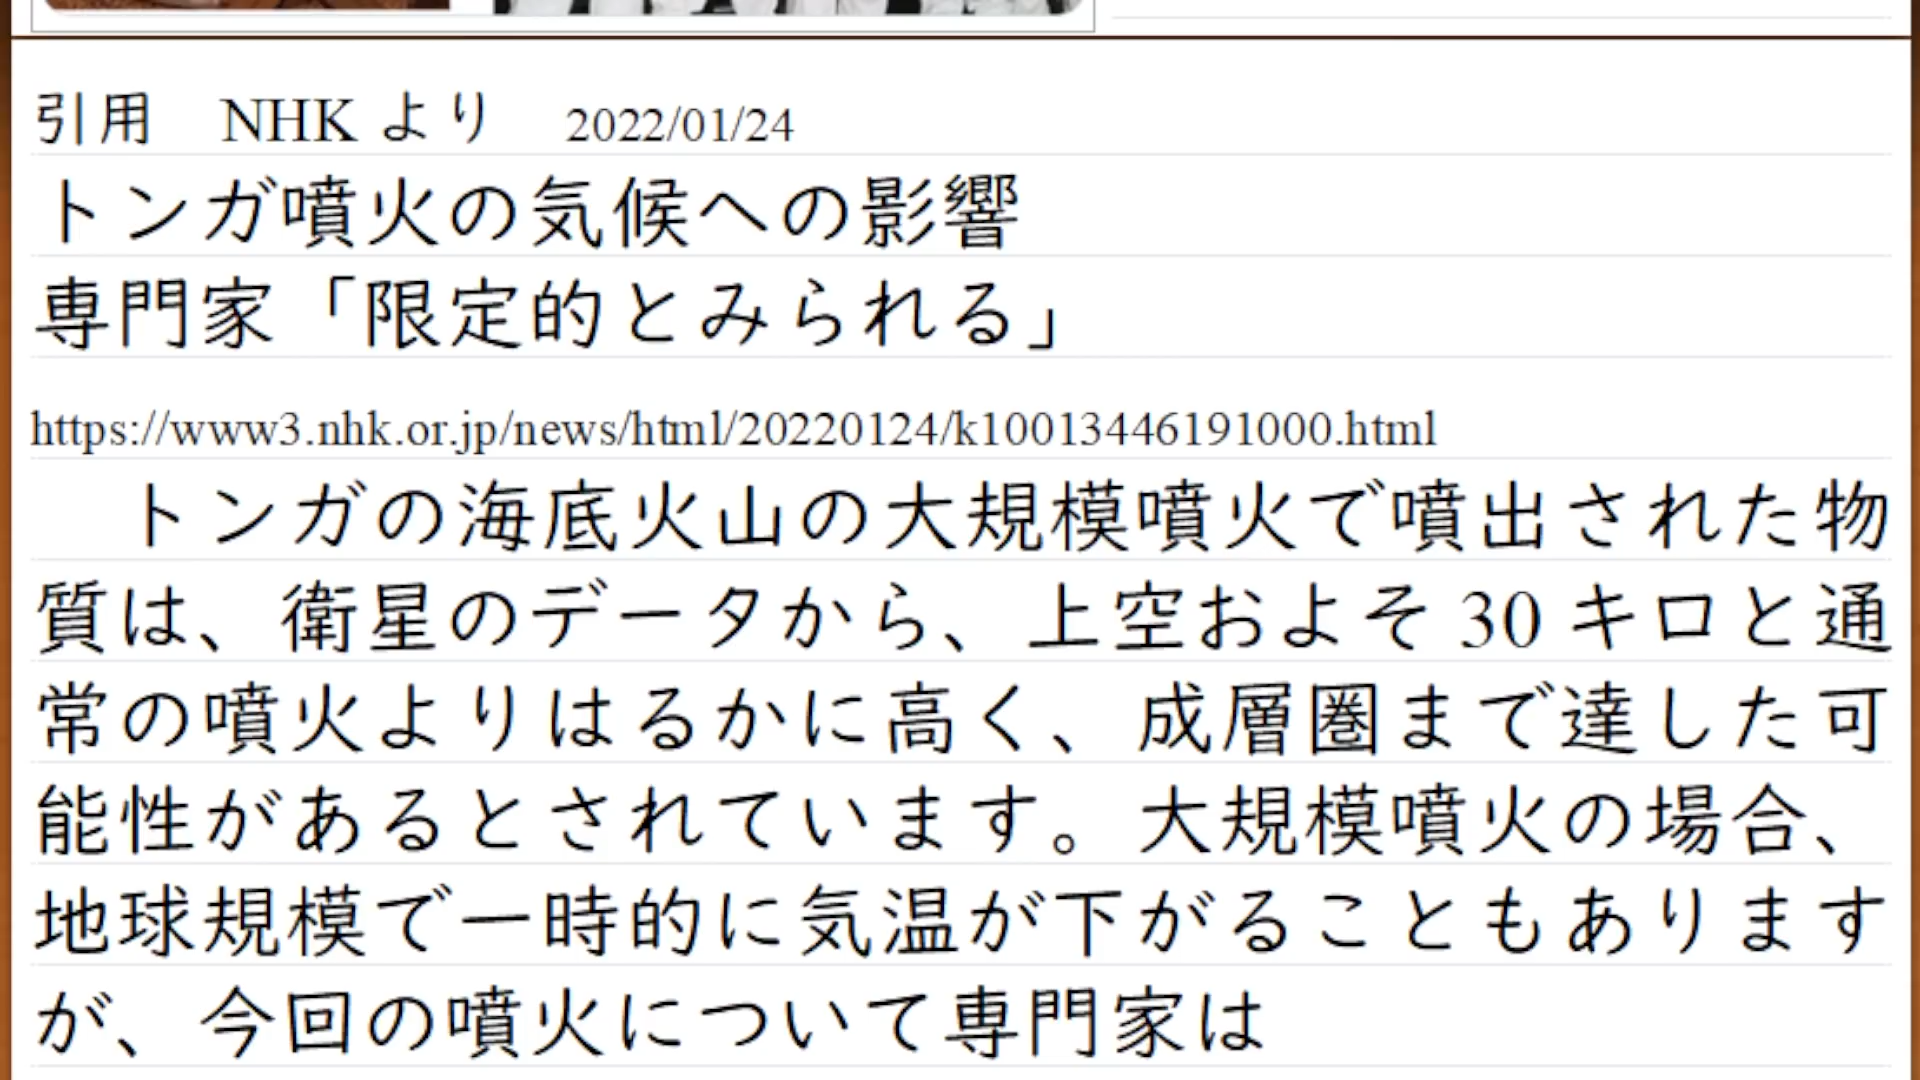 引用　NHK より　2022/01/24
トンガ噴火の気候への影響
専門家「限定的とみられる」
https://www3.nhk.or.jp/news/html/20220124/k10013446191000.html
　トンガの海底火山の大規模噴火で噴出された物
質は、衛星のデータから、上空およそ 30 キロと通
常の噴火よりはるかに高く、成層圏まで達した可
能性があるとされています。大規模噴火の場合、
地球規模で一時的に気温が下がることもあります
が、今回の噴火について専門家は